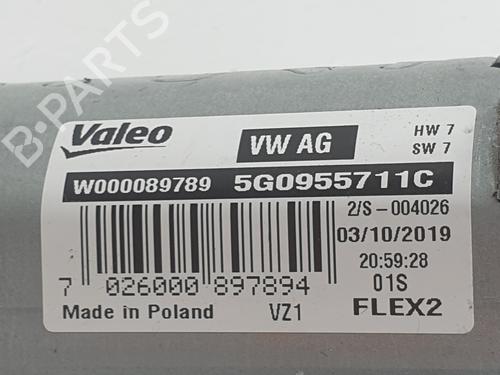 B-PARTS
Valeo VW AG HW 7
SW 7
W000089789 5G0955711C
2/S-004026
03/10/2019
20:59:28
7 026000 897894 01S
Made in Poland VZ1 FLEX2